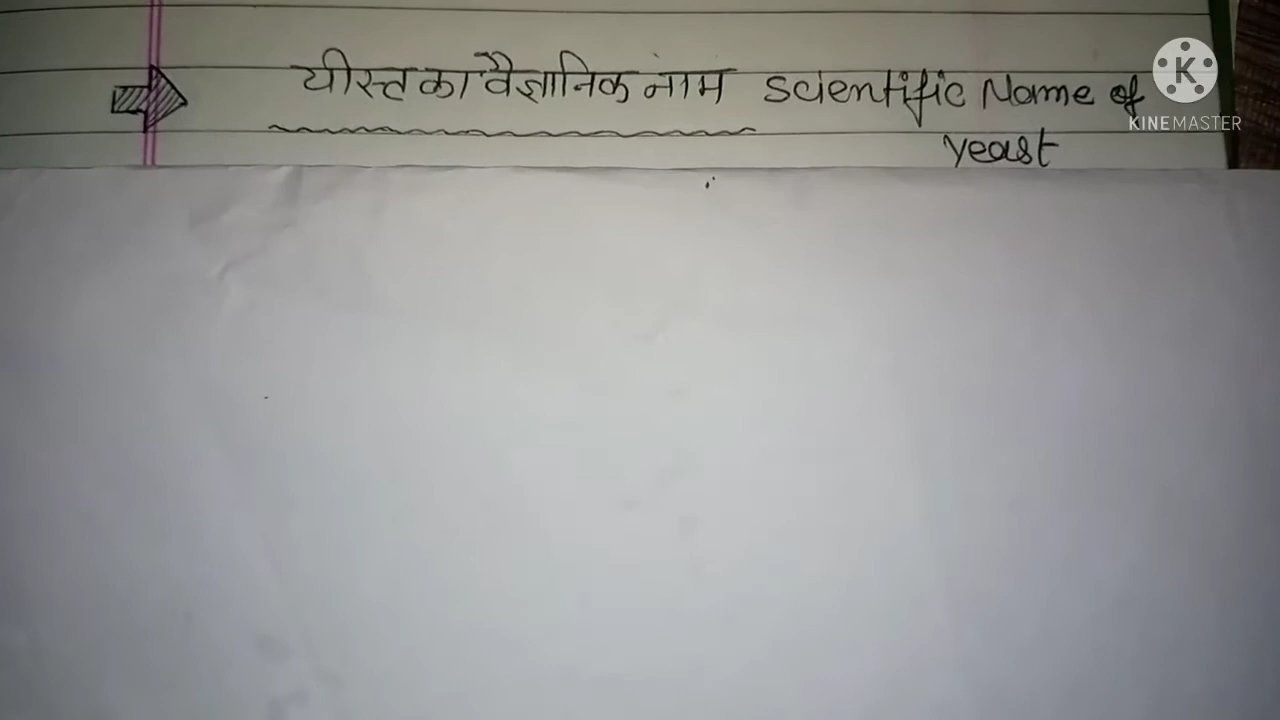 यीस्त का वैज्ञानिक नाम Scientific Name of
yeast
K
KINEMASTER